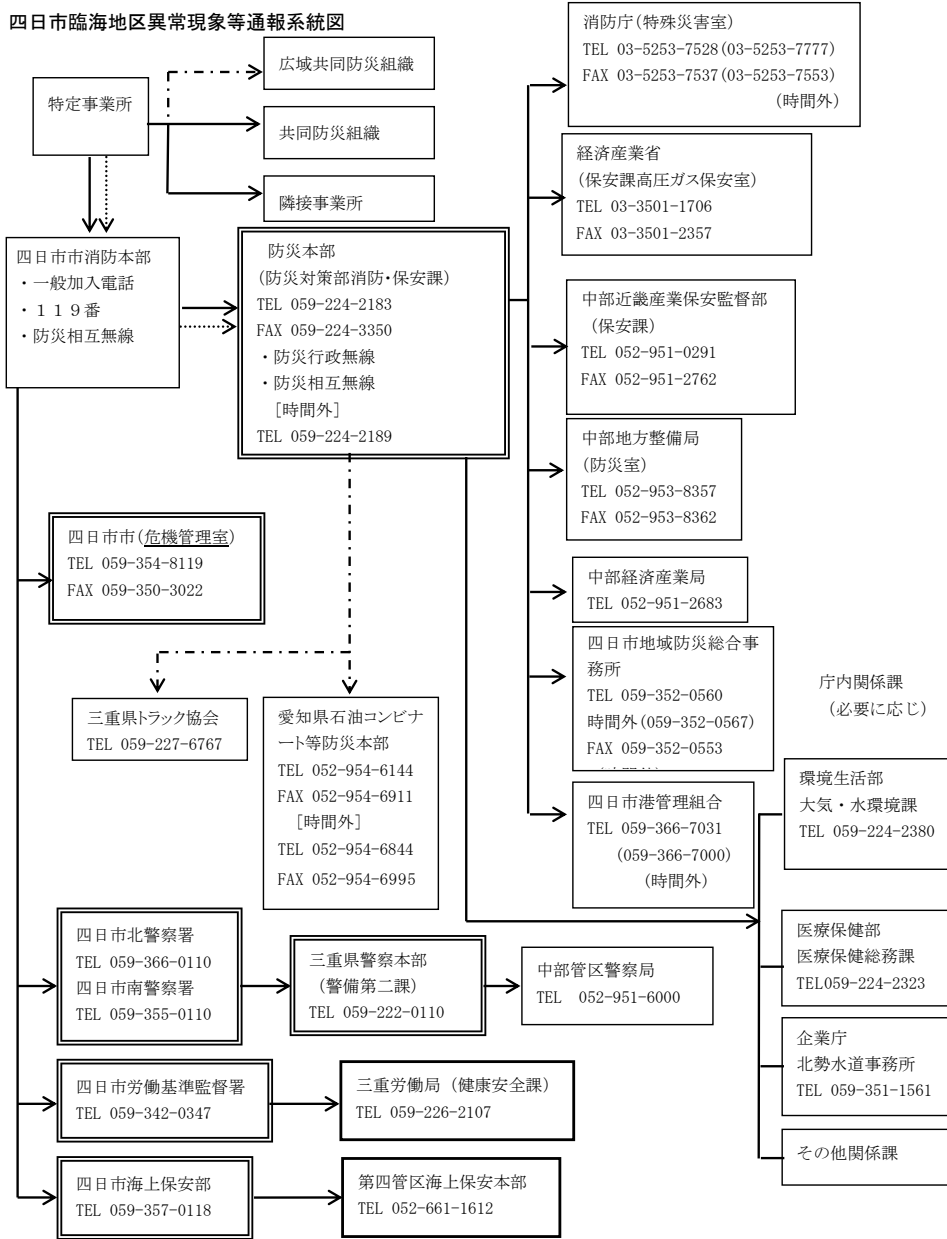 四日市臨海地区異常現象等通報系統図
特定事業所
広域共同防災組織
共同防災組織
隣接事業所
四日市市消防本部
・一般加入電話
・１１９番
・防災相互無線
防災本部
(防災対策部消防・保安課)
TEL 059-224-2183
FAX 059-224-3350
・防災行政無線
・防災相互無線
［時間外］
TEL 059-224-2189
消防庁(特殊災害室)
TEL 03-5253-7528(03-5253-7777)
FAX 03-5253-7537(03-5253-7553)
(時間外)
経済産業省
(保安課高圧ガス保安室)
TEL 03-3501-1706
FAX 03-3501-2357
中部近畿産業保安監督部
（保安課）
TEL 052-951-0291
FAX 052-951-2762
中部地方整備局
(防災室)
TEL 052-953-8357
FAX 052-953-8362
中部経済産業局
TEL 052-951-2683
四日市地域防災総合事
務所
TEL 059-352-0560
時間外(059-352-0567)
FAX 059-352-0553
四日市港管理組合
TEL 059-366-7031
(059-366-7000)
(時間外)
四日市市(危機管理室)
TEL 059-354-8119
FAX 059-350-3022
三重県トラック協会
TEL 059-227-6767
愛知県石油コンビナ
ート等防災本部
TEL 052-954-6144
FAX 052-954-6911
［時間外］
TEL 052-954-6844
FAX 052-954-6995
庁内関係課
（必要に応じ）
環境生活部
大気・水環境課
TEL 059-224-2380
医療保健部
医療保健総務課
TEL059-224-2323
企業庁
北勢水道事務所
TEL 059-351-1561
その他関係課
四日市北警察署
TEL 059-366-0110
四日市南警察署
TEL 059-355-0110
三重県警察本部
（警備第二課）
TEL 059-222-0110
中部管区警察局
TEL 052-951-6000
四日市労働基準監督署
TEL 059-342-0347
三重労働局（健康安全課）
TEL 059-226-2107
四日市海上保安部
TEL 059-357-0118
第四管区海上保安本部
TEL 052-661-1612